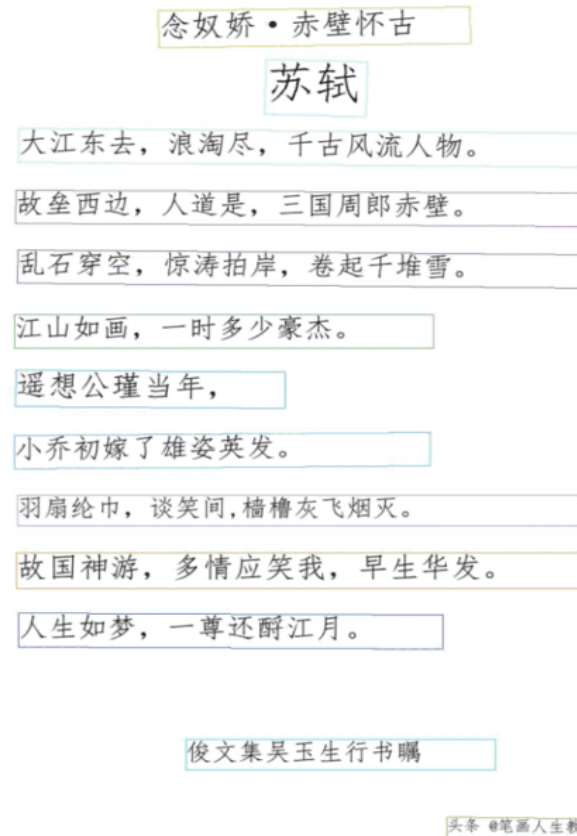 念奴娇·赤壁怀古
苏轼
大江东去，浪淘尽，千古风流人物。
故垒西边，人道是，三国周郎赤壁。
乱石穿空，惊涛拍岸，卷起千堆雪。
江山如画，一时多少豪杰。
遥想公瑾当年，
小乔初嫁了雄姿英发。
羽扇纶巾，谈笑间,樯橹灰飞烟灭。
故国神游，多情应笑我，早生华发。
人生如梦，一尊还酹江月。
俊文集吴玉生行书瞩
头条 @笔画人生教